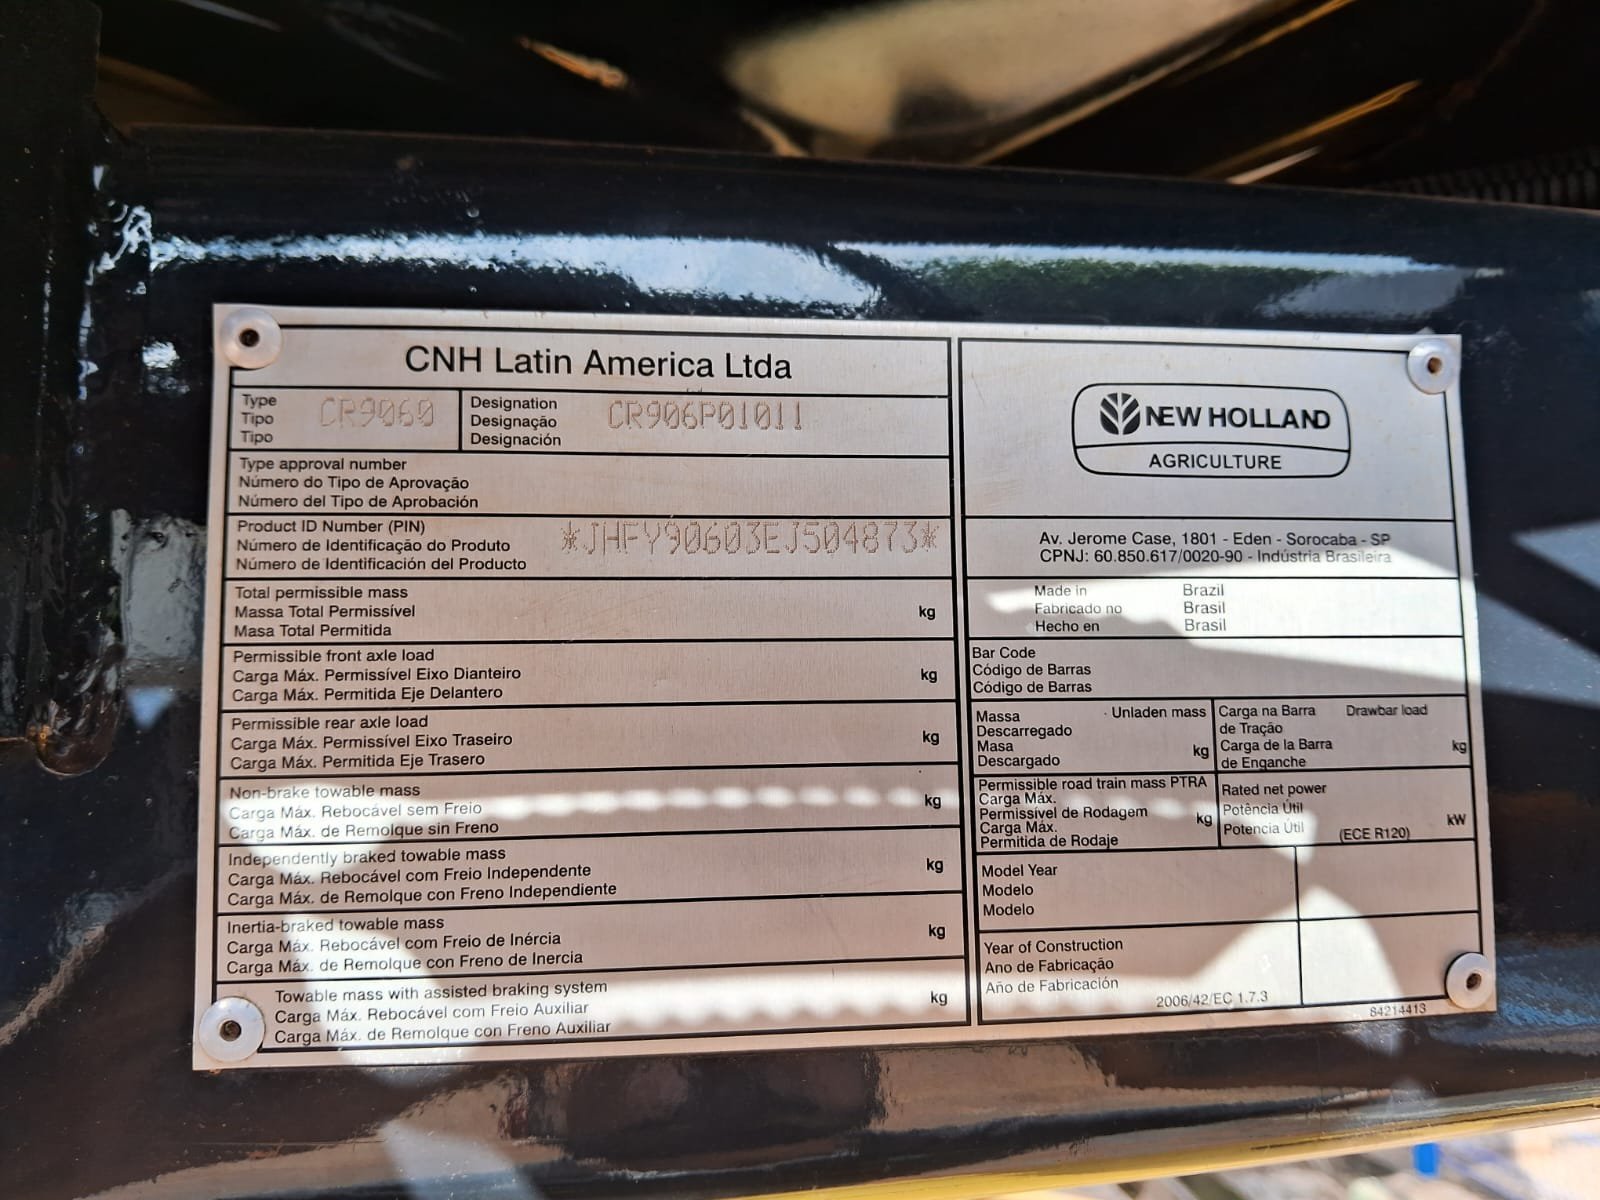 CNH Latin America Ltda
Type
Tipo
Tipo
CR9060
Designation
Designação
Designación
CR906P01011
Type approval number
Número do Tipo de Aprovação
Número del Tipo de Aprobación
Product ID Number (PIN)
Número de Identificação do Produto
Número de Identificación del Producto
*JHFY90603EJ504873*
Total permissible mass
Massa Total Permissível
Masa Total Permitida
kg
Permissible front axle load
Carga Máx. Permissível Eixo Dianteiro
Carga Máx. Permitida Eje Delantero
kg
Permissible rear axle load
Carga Máx. Permissível Eixo Traseiro
Carga Máx. Permitida Eje Trasero
kg
Non-brake towable mass
Carga Máx. Rebocável sem Freio
Carga Máx. de Remolque sin Freno
kg
Independently braked towable mass
Carga Máx. Rebocável com Freio Independente
Carga Máx. de Remolque con Freno Independiente
kg
Inertia-braked towable mass
Carga Máx. Rebocável com Freio de Inércia
Carga Máx. de Remolque con Freno de Inercia
kg
Towable mass with assisted braking system
Carga Máx. Rebocável com Freio Auxiliar
Carga Máx. de Remolque con Freno Auxiliar
kg
NEW HOLLAND
AGRICULTURE
Av. Jerome Case, 1801 - Eden - Sorocaba - SP
CPNJ: 60.850.617/0020-90 - Indústria Brasileira
Made in Brazil
Fabricado no Brasil
Hecho en Brasil
Bar Code
Código de Barras
Código de Barras
Massa Unladen mass
Descarregado
Masa
Descargado
kg
Carga na Barra Drawbar load
de Tração
Carga de la Barra
de Enganche
kg
Permissible road train mass PTRA
Carga Máx.
Permissível de Rodagem
Carga Máx.
Permitida de Rodaje
kg
Rated net power
Potência Útil
Potencia Útil
(ECE R120)
kW
Model Year
Modelo
Modelo
Year of Construction
Ano de Fabricação
Año de Fabricación
2006/42/EC 1.7.3
84214413